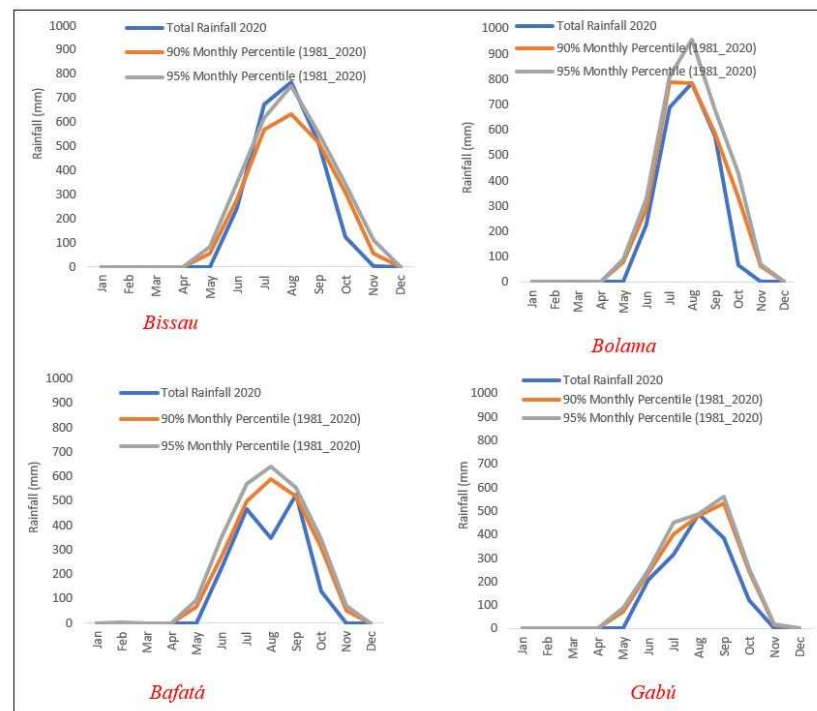 Total Rainfall 2020
90% Monthly Percentile (1981_2020)
95% Monthly Percentile (1981_2020)
Rainfall (mm)
1000
900
800
700
600
500
400
300
200
100
0
Jan
Feb
Mar
Apr
May
Jun
Jul
Aug
Sep
Oct
Nov
Dec
Bissau
Total Rainfall 2020
90% Monthly Percentile (1981_2020)
95% Monthly Percentile (1981_2020)
Rainfall (mm)
1000
900
800
700
600
500
400
300
200
100
0
Jan
Feb
Mar
Apr
May
Jun
Jul
Aug
Sep
Oct
Nov
Dec
Bolama
Total Rainfall 2020
90% Monthly Percentile (1981_2020)
95% Monthly Percentile (1981_2020)
Rainfall (mm)
1000
900
800
700
600
500
400
300
200
100
0
Jan
Feb
Mar
Apr
May
Jun
Jul
Aug
Sep
Oct
Nov
Dec
Bafatá
Total Rainfall 2020
90% Monthly Percentile (1981_2020)
95% Monthly Percentile (1981_2020)
Rainfall (mm)
1000
900
800
700
600
500
400
300
200
100
0
Jan
Feb
Mar
Apr
May
Jun
Jul
Aug
Sep
Oct
Nov
Dec
Gabú